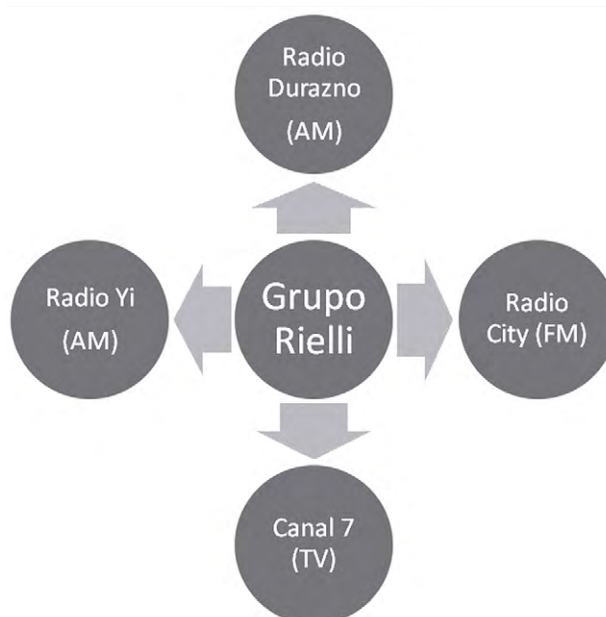 Radio
Durazno
(AM)
Radio Yi
(AM)
Grupo
Rielli
Radio
City (FM)
Canal 7
(TV)